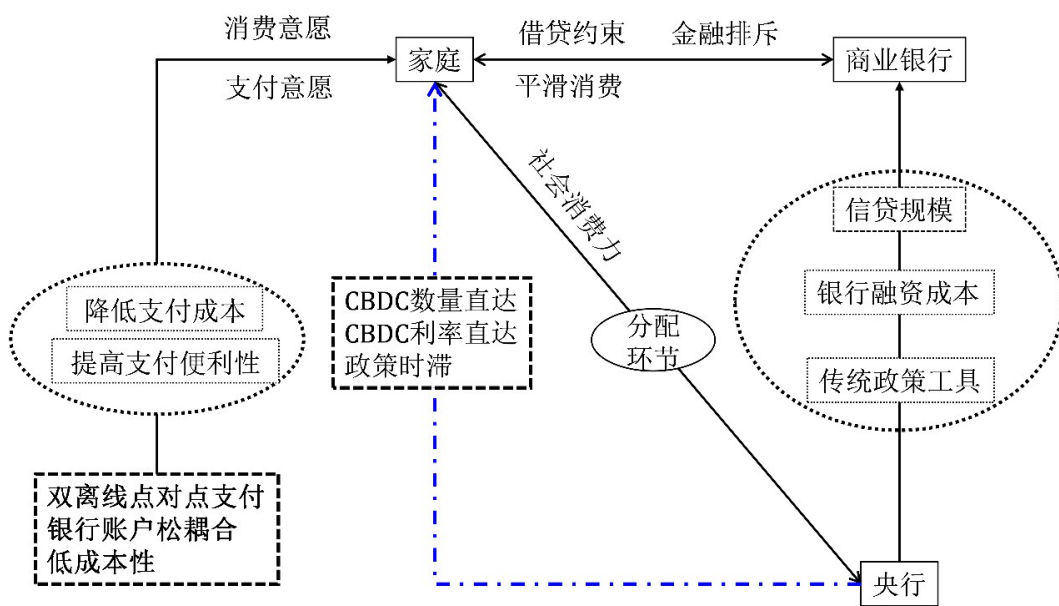 消费意愿
支付意愿
家庭
借贷约束
金融排斥
平滑消费
商业银行
社会消费力
信贷规模
银行融资成本
传统政策工具
降低支付成本
提高支付便利性
CBDC数量直达
CBDC利率直达
政策时滞
分配
环节
双离线点对点支付
银行账户松耦合
低成本性
央行